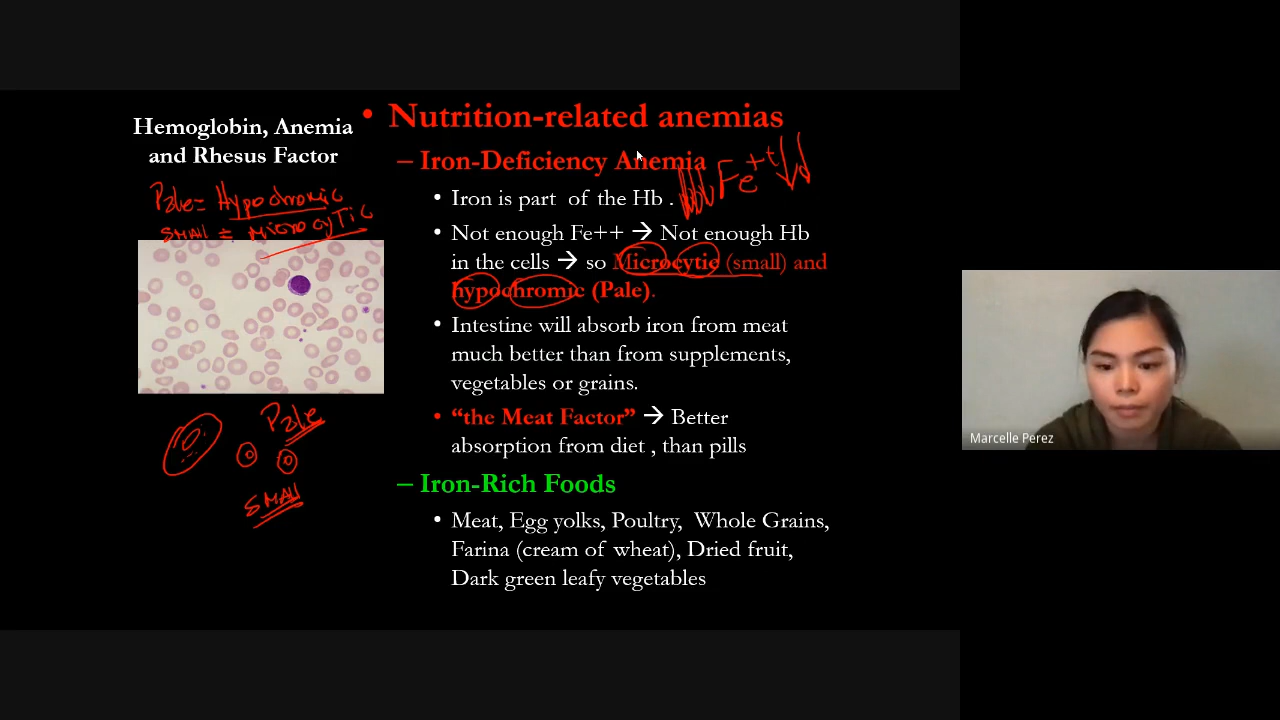 Hemoglobin, Anemia
and Rhesus Factor
Pale = Hypochromic
SMALL = MicrocyTic
Pale
SMALL
• Nutrition-related anemias
– Iron-Deficiency Anemia
Fe++
• Iron is part of the Hb .
• Not enough Fe++ → Not enough Hb
in the cells → so Microcytic (small) and
hypochromic (Pale).
• Intestine will absorb iron from meat
much better than from supplements,
vegetables or grains.
• “the Meat Factor” → Better
absorption from diet , than pills
– Iron-Rich Foods
• Meat, Egg yolks, Poultry, Whole Grains,
Farina (cream of wheat), Dried fruit,
Dark green leafy vegetables
Marcelle Perez